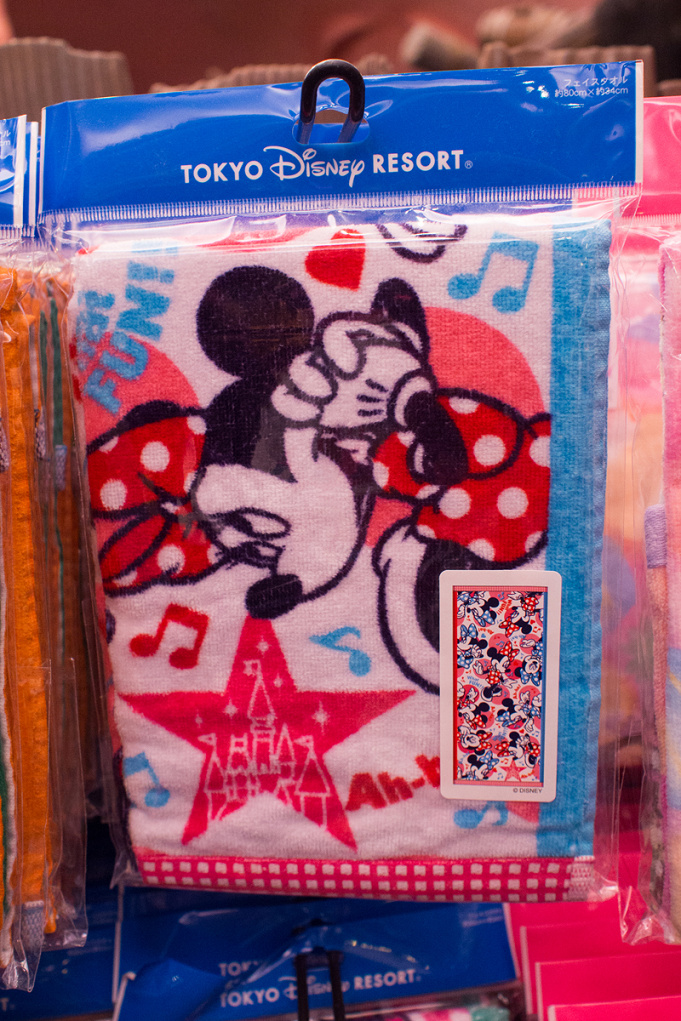 フェイスタオル
約80cm×約34cm
TOKYO Disney RESORT®
FUN!
Ah-
© DISNEY
TOKYO Disney RESORT®